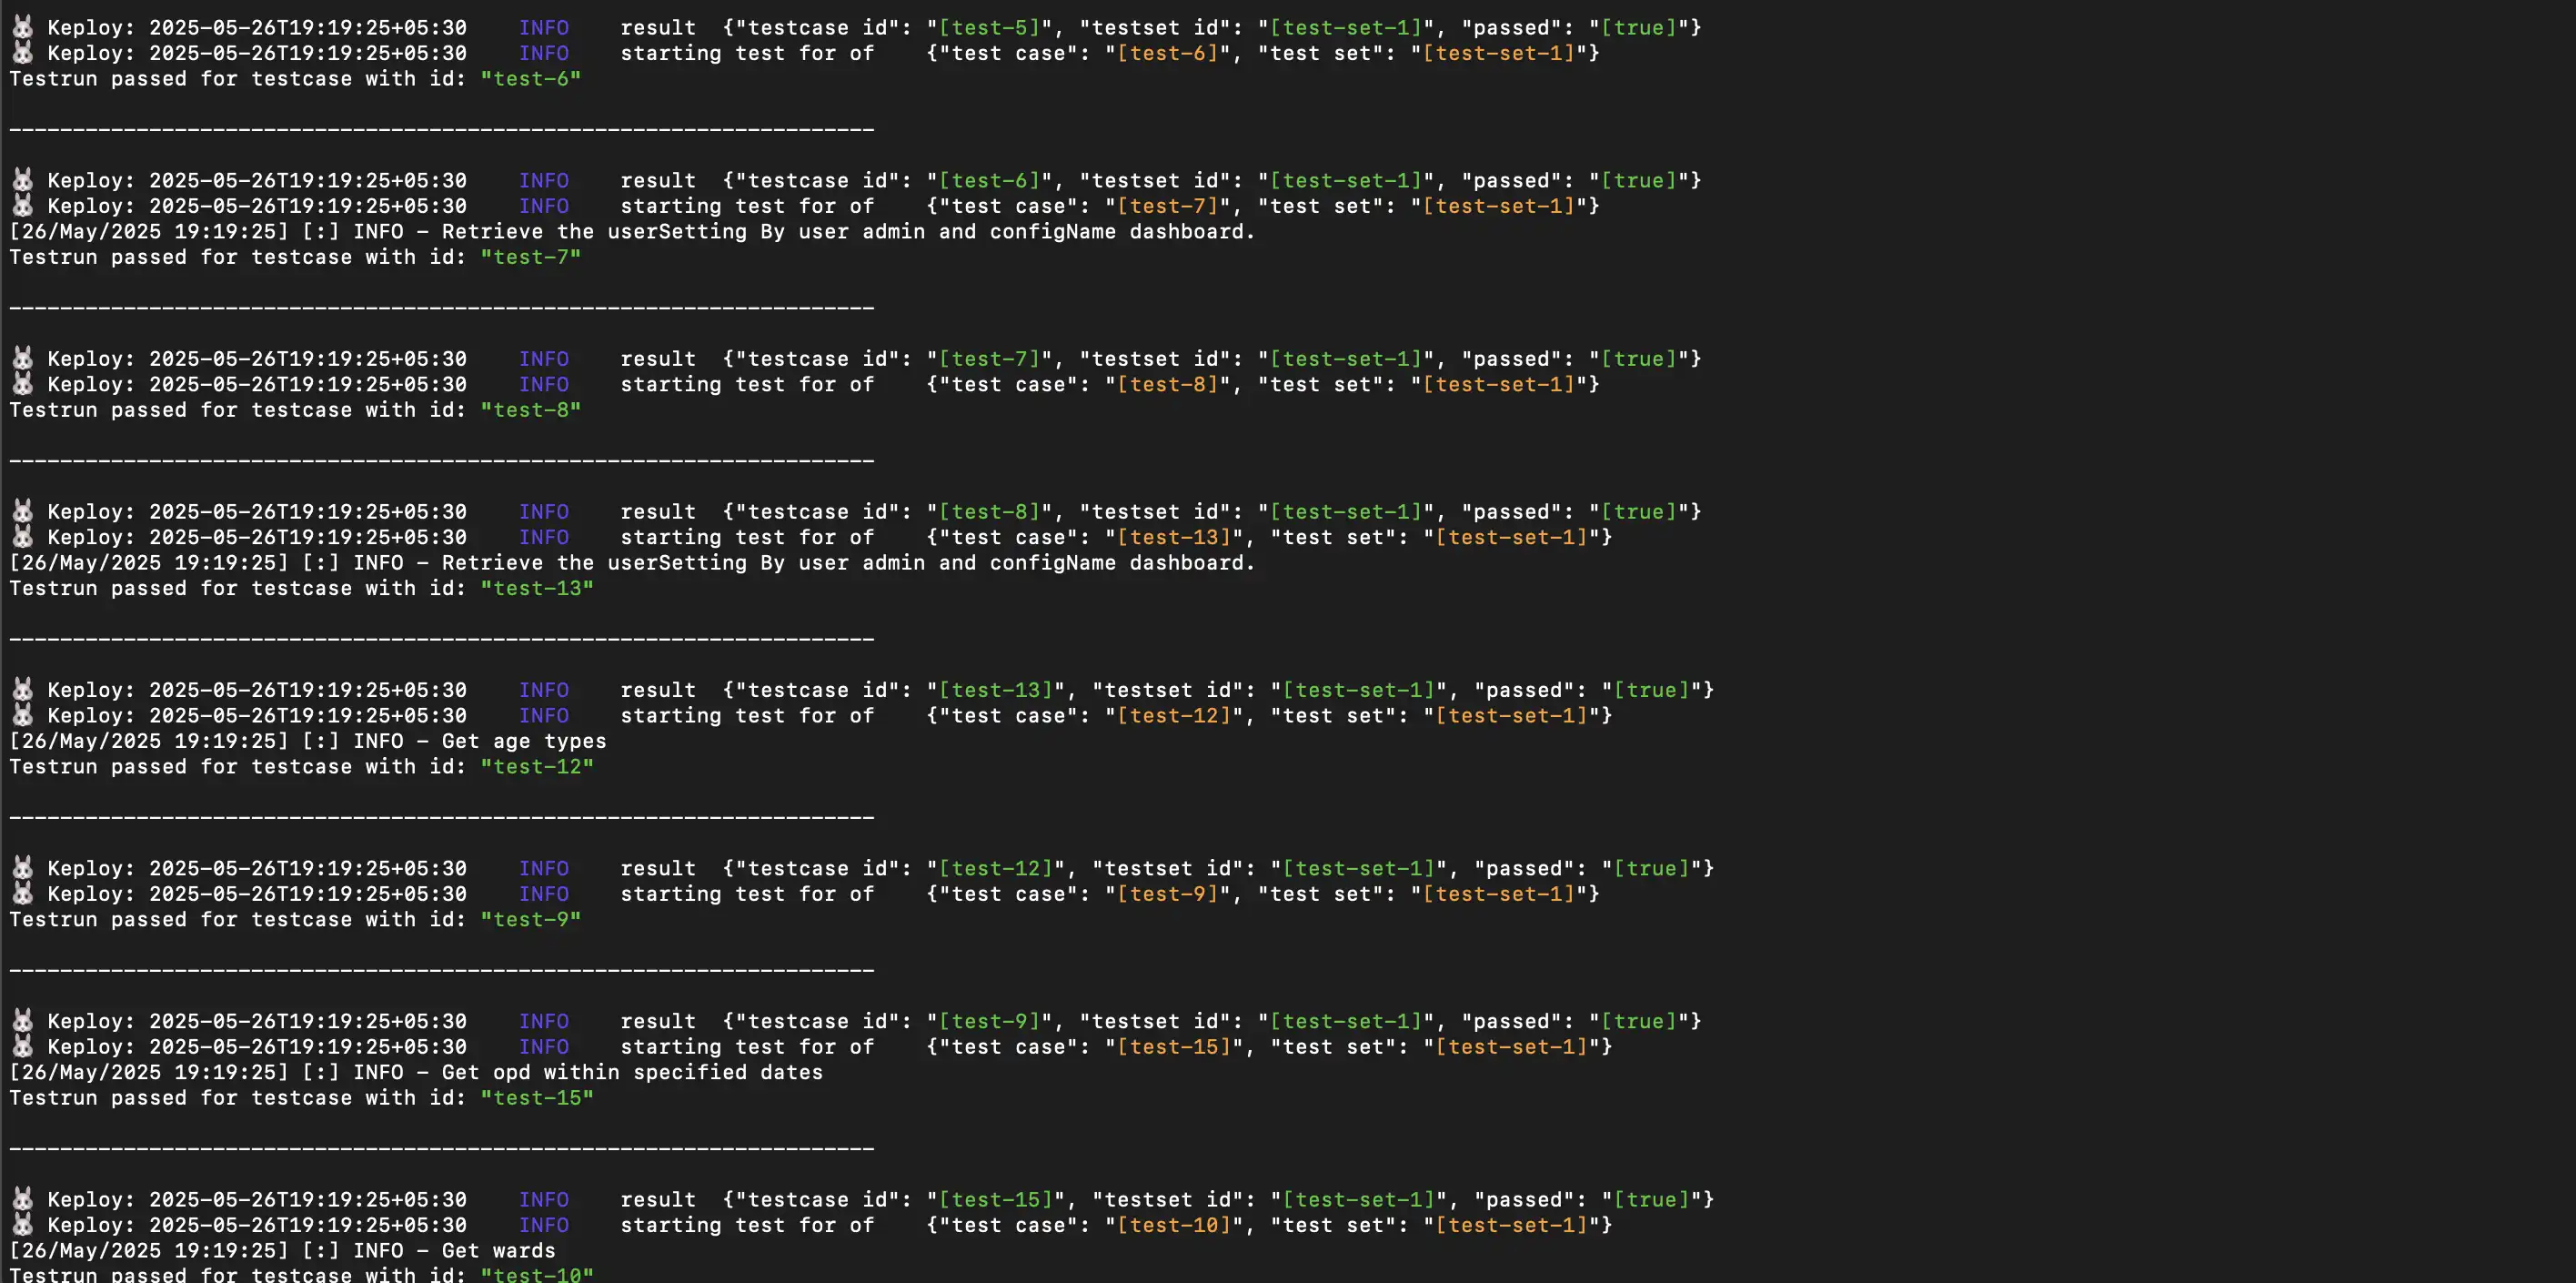 🐰 Keploy: 2025-05-26T19:19:25+05:30 INFO result {"testcase id": "[test-5]", "testset id": "[test-set-1]", "passed": "[true]"}
🐰 Keploy: 2025-05-26T19:19:25+05:30 INFO starting test for of {"test case": "[test-6]", "test set": "[test-set-1]"}
Testrun passed for testcase with id: "test-6"
--------------------------------------------------------------------
🐰 Keploy: 2025-05-26T19:19:25+05:30 INFO result {"testcase id": "[test-6]", "testset id": "[test-set-1]", "passed": "[true]"}
🐰 Keploy: 2025-05-26T19:19:25+05:30 INFO starting test for of {"test case": "[test-7]", "test set": "[test-set-1]"}
[26/May/2025 19:19:25] [:] INFO - Retrieve the userSetting By user admin and configName dashboard.
Testrun passed for testcase with id: "test-7"
--------------------------------------------------------------------
🐰 Keploy: 2025-05-26T19:19:25+05:30 INFO result {"testcase id": "[test-7]", "testset id": "[test-set-1]", "passed": "[true]"}
🐰 Keploy: 2025-05-26T19:19:25+05:30 INFO starting test for of {"test case": "[test-8]", "test set": "[test-set-1]"}
Testrun passed for testcase with id: "test-8"
--------------------------------------------------------------------
🐰 Keploy: 2025-05-26T19:19:25+05:30 INFO result {"testcase id": "[test-8]", "testset id": "[test-set-1]", "passed": "[true]"}
🐰 Keploy: 2025-05-26T19:19:25+05:30 INFO starting test for of {"test case": "[test-13]", "test set": "[test-set-1]"}
[26/May/2025 19:19:25] [:] INFO - Retrieve the userSetting By user admin and configName dashboard.
Testrun passed for testcase with id: "test-13"
--------------------------------------------------------------------
🐰 Keploy: 2025-05-26T19:19:25+05:30 INFO result {"testcase id": "[test-13]", "testset id": "[test-set-1]", "passed": "[true]"}
🐰 Keploy: 2025-05-26T19:19:25+05:30 INFO starting test for of {"test case": "[test-12]", "test set": "[test-set-1]"}
[26/May/2025 19:19:25] [:] INFO - Get age types
Testrun passed for testcase with id: "test-12"
--------------------------------------------------------------------
🐰 Keploy: 2025-05-26T19:19:25+05:30 INFO result {"testcase id": "[test-12]", "testset id": "[test-set-1]", "passed": "[true]"}
🐰 Keploy: 2025-05-26T19:19:25+05:30 INFO starting test for of {"test case": "[test-9]", "test set": "[test-set-1]"}
Testrun passed for testcase with id: "test-9"
--------------------------------------------------------------------
🐰 Keploy: 2025-05-26T19:19:25+05:30 INFO result {"testcase id": "[test-9]", "testset id": "[test-set-1]", "passed": "[true]"}
🐰 Keploy: 2025-05-26T19:19:25+05:30 INFO starting test for of {"test case": "[test-15]", "test set": "[test-set-1]"}
[26/May/2025 19:19:25] [:] INFO - Get opd within specified dates
Testrun passed for testcase with id: "test-15"
--------------------------------------------------------------------
🐰 Keploy: 2025-05-26T19:19:25+05:30 INFO result {"testcase id": "[test-15]", "testset id": "[test-set-1]", "passed": "[true]"}
🐰 Keploy: 2025-05-26T19:19:25+05:30 INFO starting test for of {"test case": "[test-10]", "test set": "[test-set-1]"}
[26/May/2025 19:19:25] [:] INFO - Get wards
Testrun passed for testcase with id: "test-10"